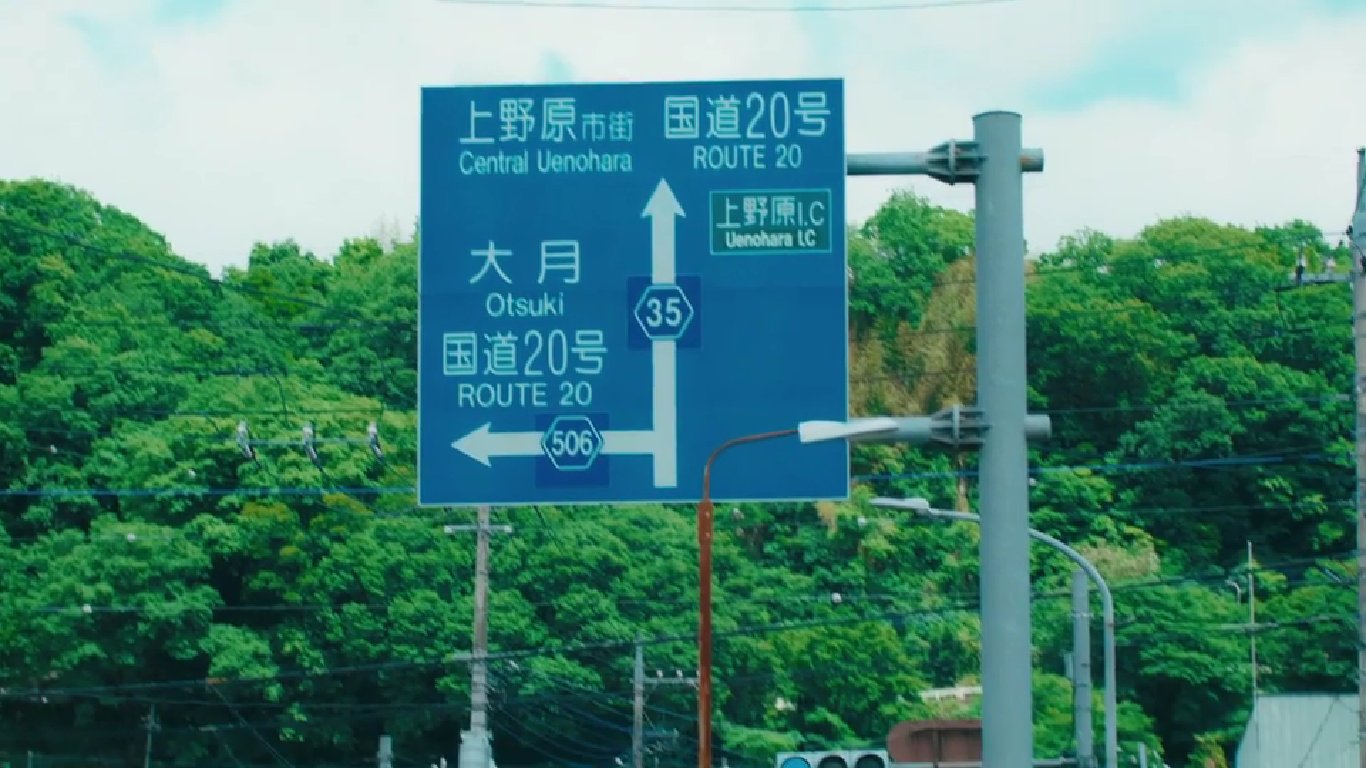 上野原市街
Central Uenohara
国道20号
ROUTE 20
上野原I.C
Uenohara I.C
大月
Otsuki
35
国道20号
ROUTE 20
506